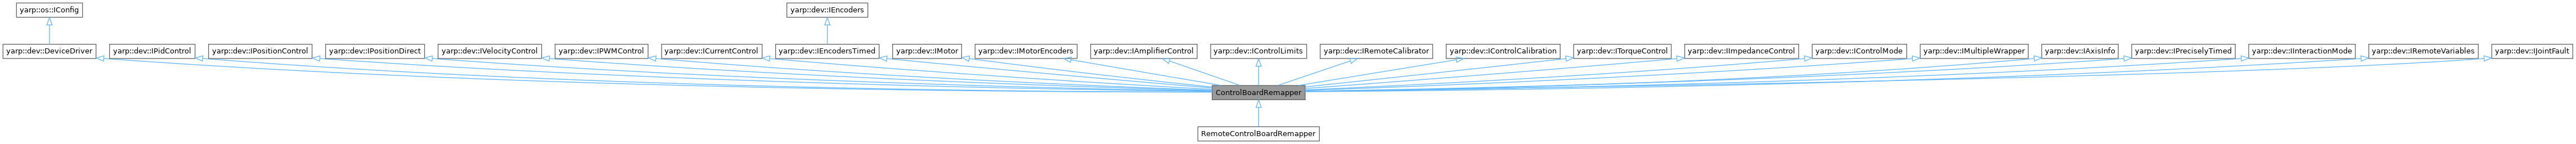 yarp::os::IConfig
yarp::dev::IEncoders
yarp::dev::DeviceDriver
yarp::dev::IPidControl
yarp::dev::IPositionControl
yarp::dev::IPositionDirect
yarp::dev::IVelocityControl
yarp::dev::IPWMControl
yarp::dev::ICurrentControl
yarp::dev::IEncodersTimed
yarp::dev::IMotor
yarp::dev::IMotorEncoders
yarp::dev::IAmplifierControl
yarp::dev::IControlLimits
yarp::dev::IRemoteCalibrator
yarp::dev::IControlCalibration
yarp::dev::ITorqueControl
yarp::dev::IImpedanceControl
yarp::dev::IControlMode
yarp::dev::IMultipleWrapper
yarp::dev::IAxisInfo
yarp::dev::IPreciselyTimed
yarp::dev::IInteractionMode
yarp::dev::IRemoteVariables
yarp::dev::IJointFault
ControlBoardRemapper
RemoteControlBoardRemapper